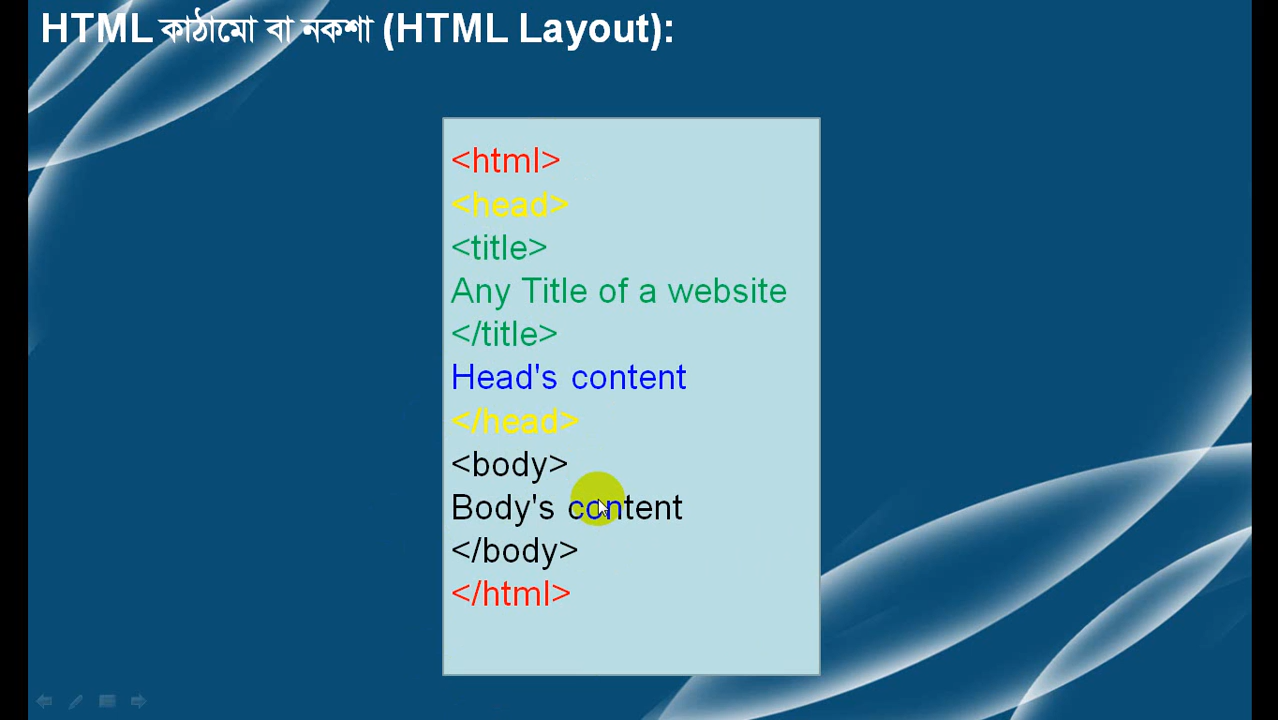 HTML কাঠামো বা নকশা (HTML Layout):
<html>
<head>
<title>
Any Title of a website
</title>
Head's content
</head>
<body>
Body's content
</body>
</html>